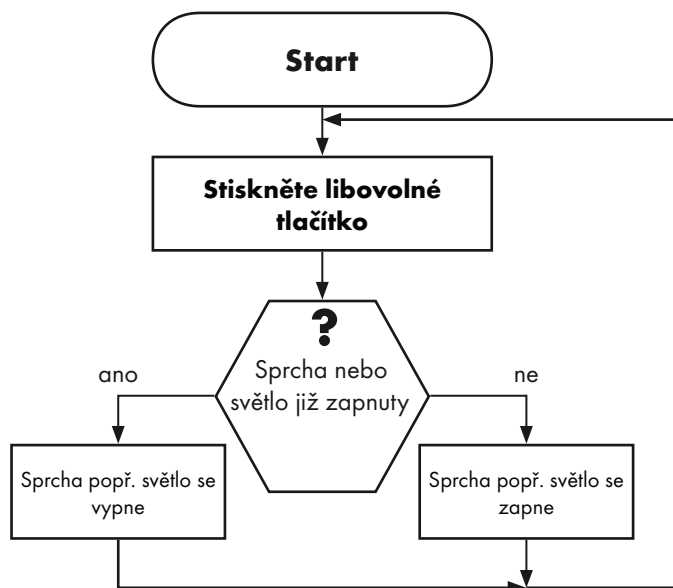 Start
Stiskněte libovolné
tlačítko
?
Sprcha nebo
světlo již zapnuty
ano
ne
Sprcha popř. světlo se
vypne
Sprcha popř. světlo se
zapne